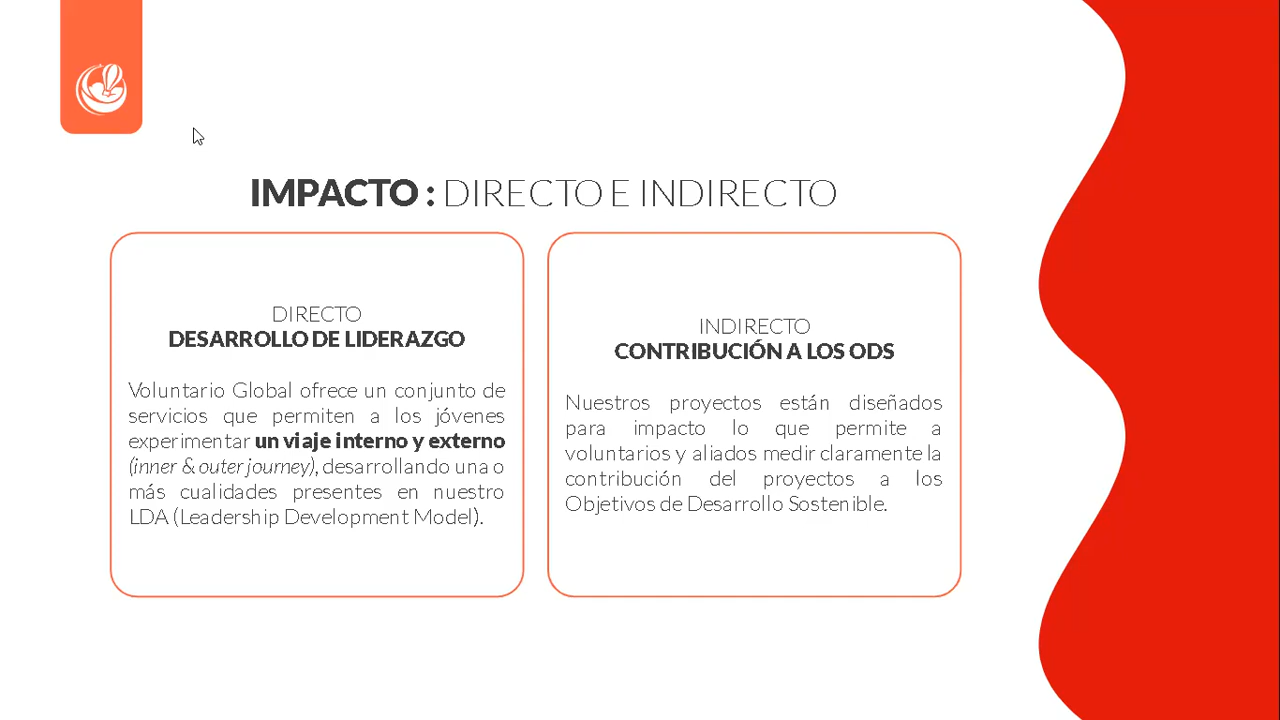 IMPACTO : DIRECTO E INDIRECTO
DIRECTO
DESARROLLO DE LIDERAZGO
Voluntario Global ofrece un conjunto de
servicios que permiten a los jóvenes
experimentar un viaje interno y externo
(inner & outer journey), desarrollando una o
más cualidades presentes en nuestro
LDA (Leadership Development Model).
INDIRECTO
CONTRIBUCIÓN A LOS ODS
Nuestros proyectos están diseñados
para impacto lo que permite a
voluntarios y aliados medir claramente la
contribución del proyectos a los
Objetivos de Desarrollo Sostenible.